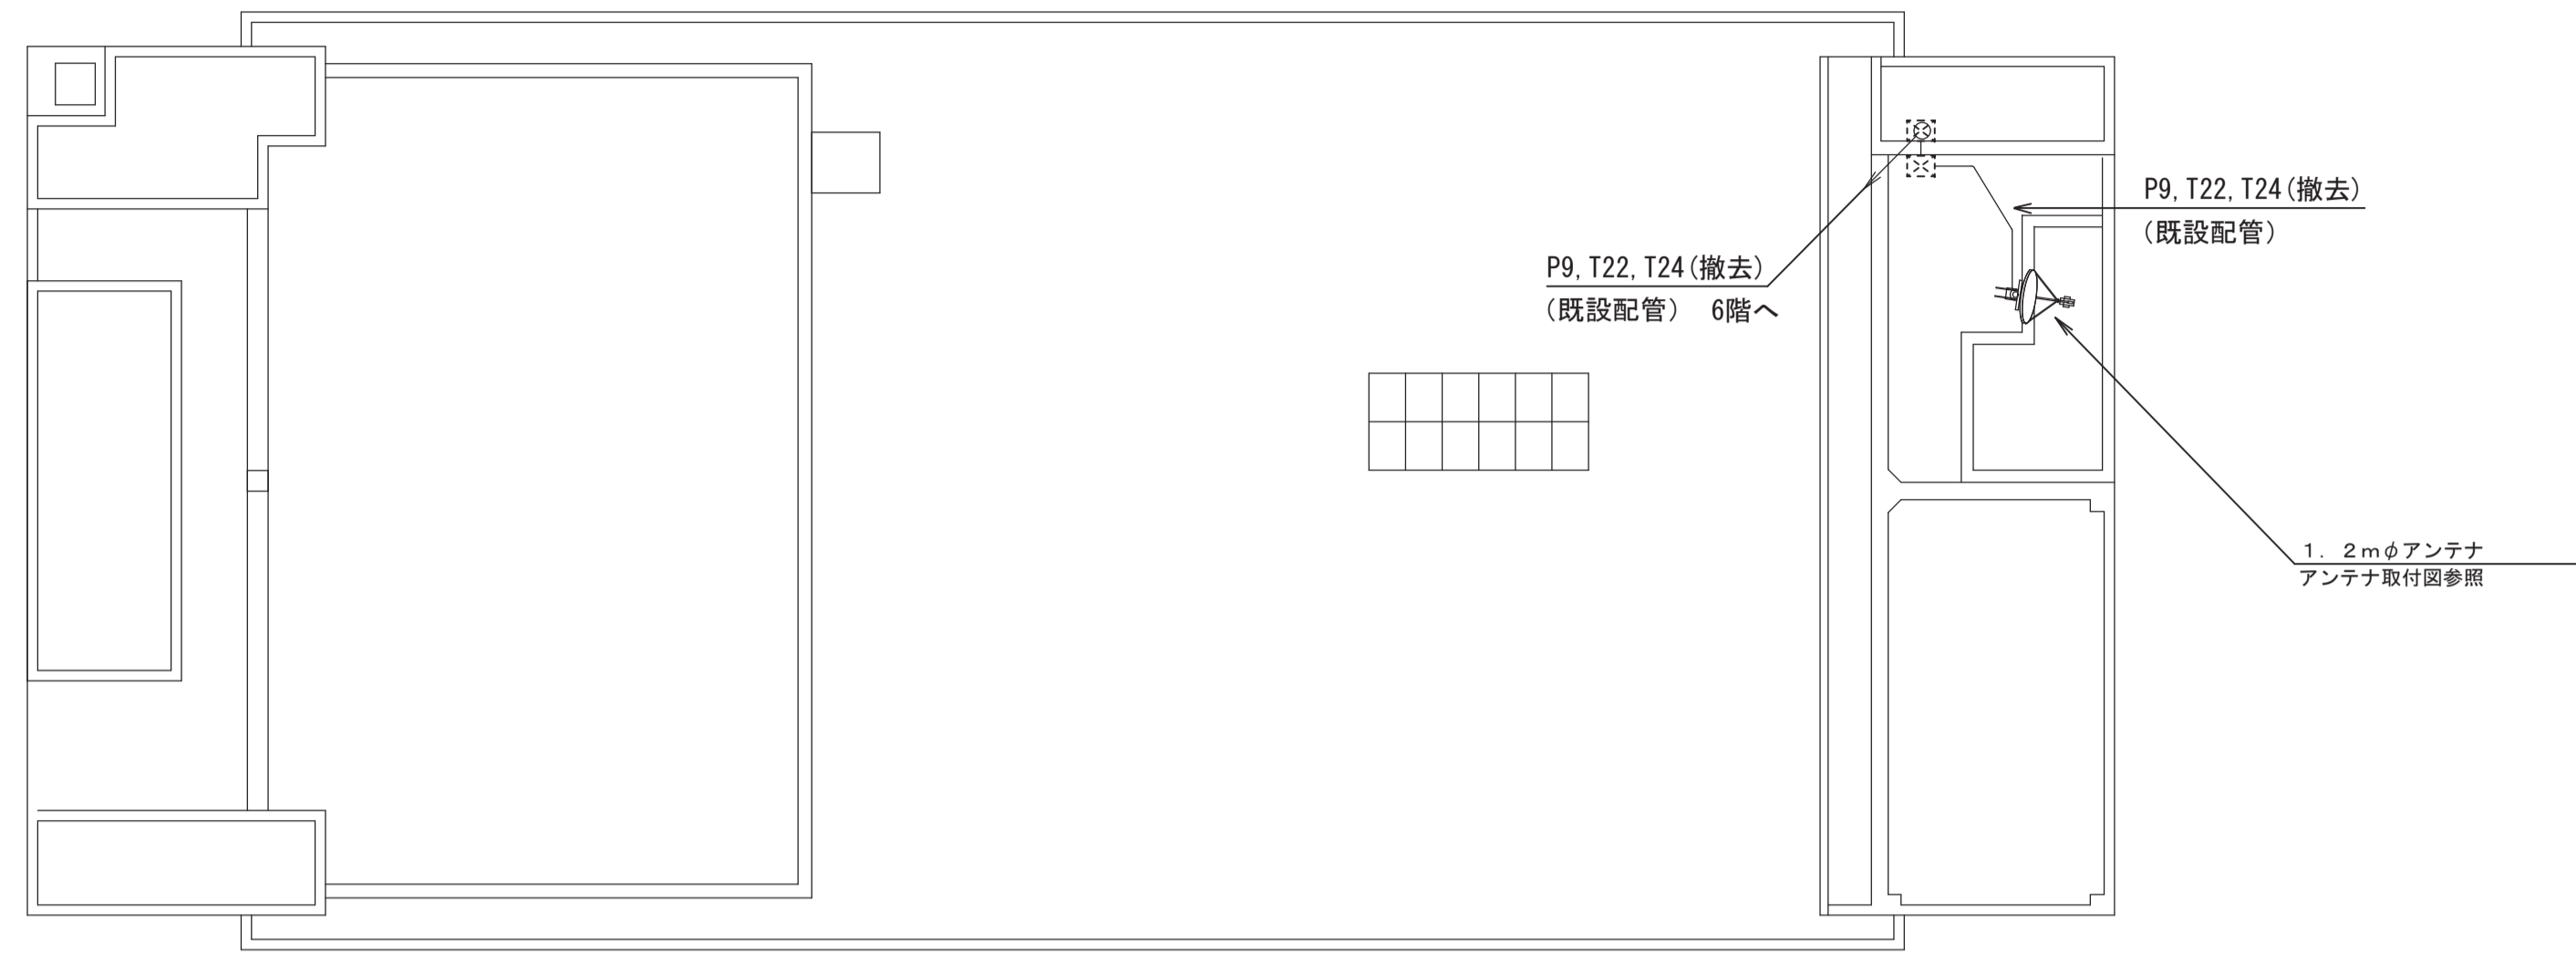 P9, T22, T24(撤去)
(既設配管)
P9, T22, T24(撤去)
(既設配管)　6階へ
１．２ｍφアンテナ
アンテナ取付図参照